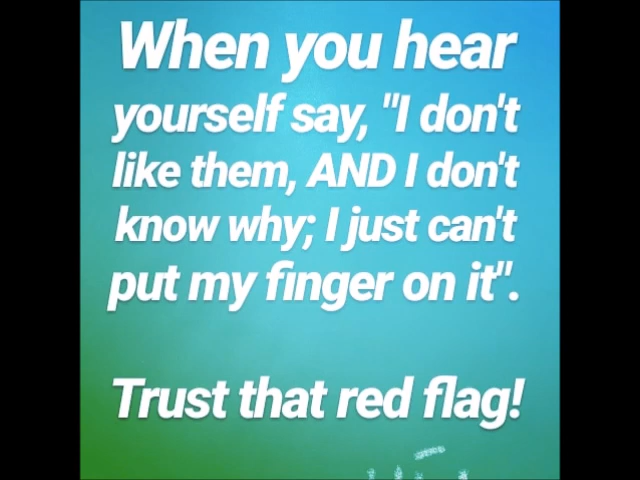 When you hear
yourself say, "I don't
like them, AND I don't
know why; I just can't
put my finger on it".
Trust that red flag!